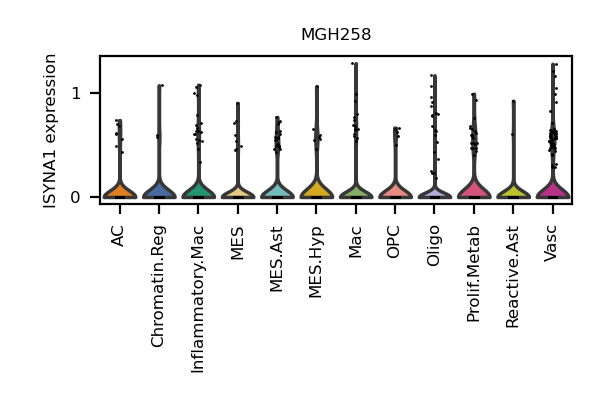 MGH258
ISYNA1 expression
1
0
AC
Chromatin.Reg
Inflammatory.Mac
MES
MES.Ast
MES.Hyp
Mac
OPC
Oligo
Prolif.Metab
Reactive.Ast
Vasc